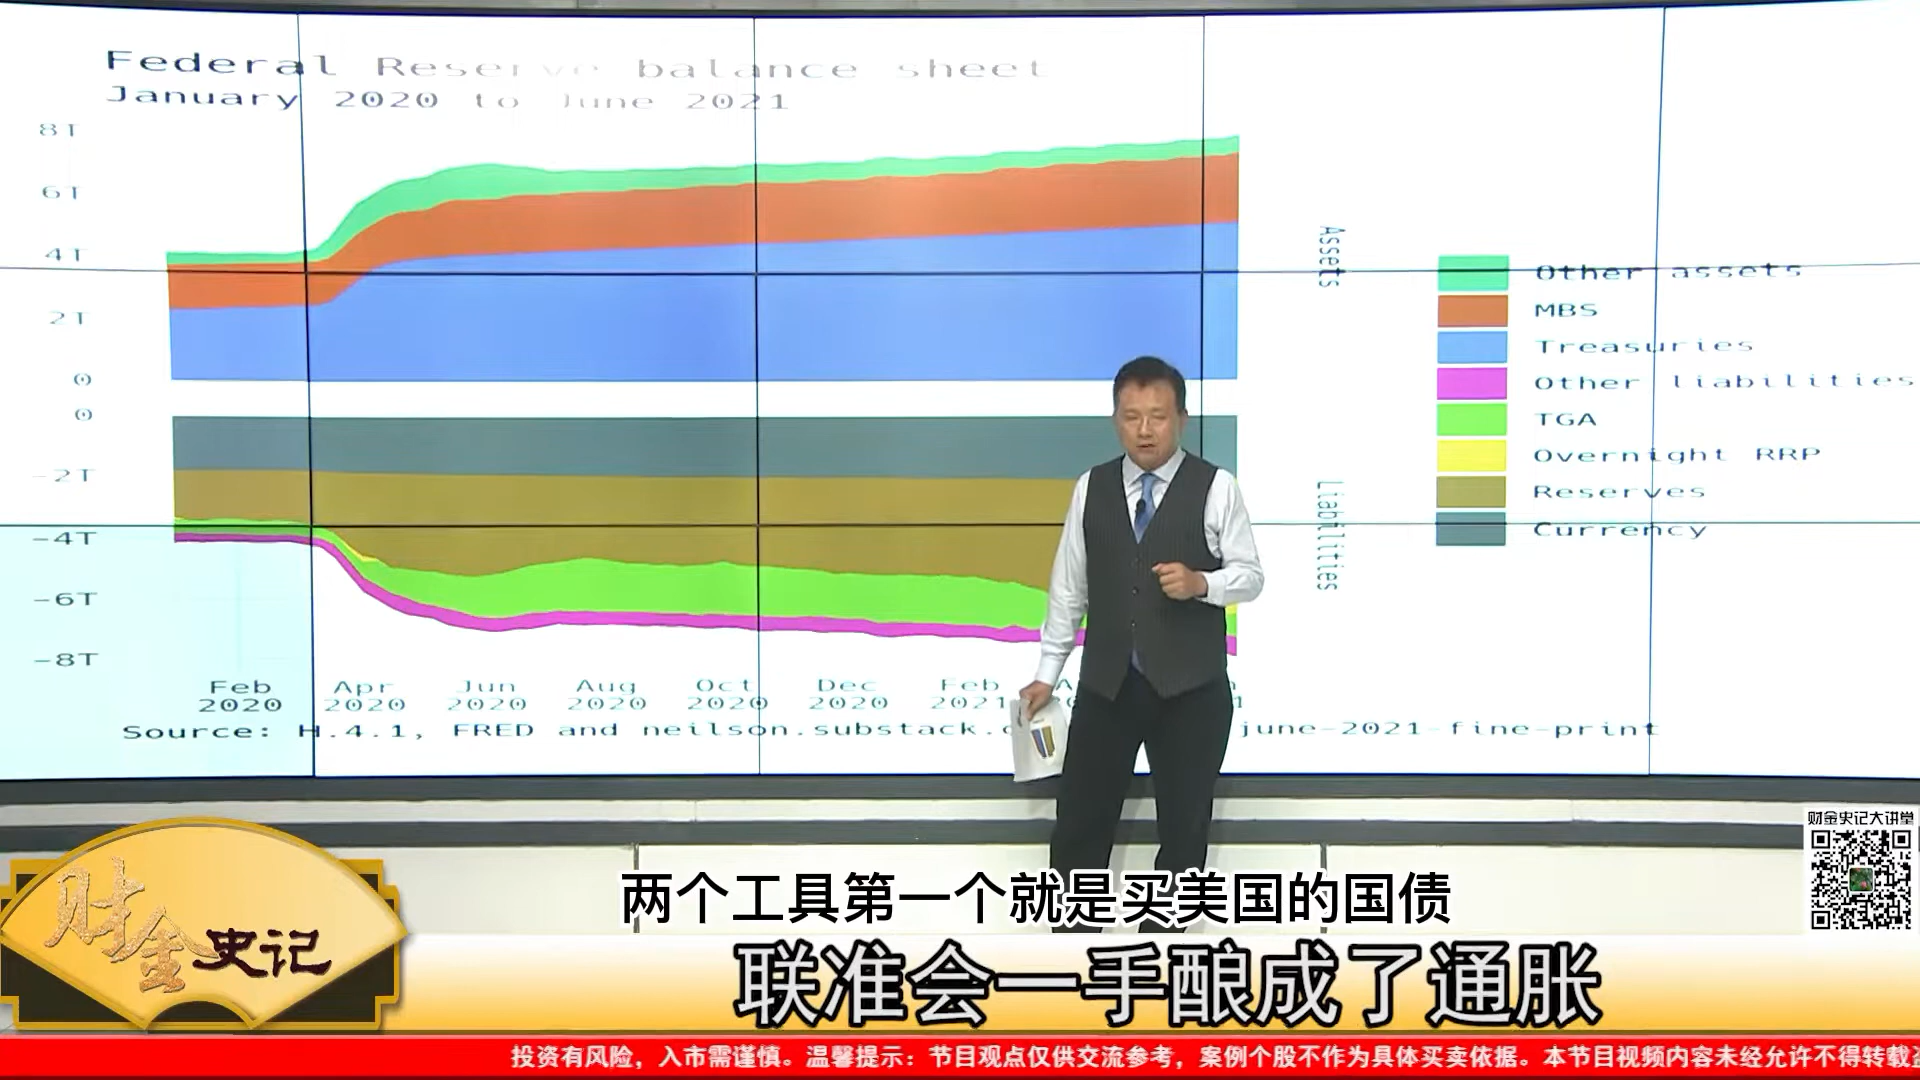 Federal Reserve balance sheet
January 2020 to June 2021
8T
6T
4T
2T
0
0
-2T
-4T
-6T
-8T
Assets
Liabilities
Other assets
MBS
Treasuries
Other liabilities
TGA
Overnight RRP
Reserves
Currency
Feb Apr Jun Aug Oct Dec Feb
2020 2020 2020 2020 2020 2020 2021
Source: H.4.1, FRED and neilson.substack. june-2021-fine-print
财金史记大讲堂
两个工具第一个就是买美国的国债
财金史记
联准会一手酿成了通胀
投资有风险，入市需谨慎。温馨提示：节目观点仅供交流参考，案例个股不作为具体买卖依据。本节目视频内容未经允许不得转载